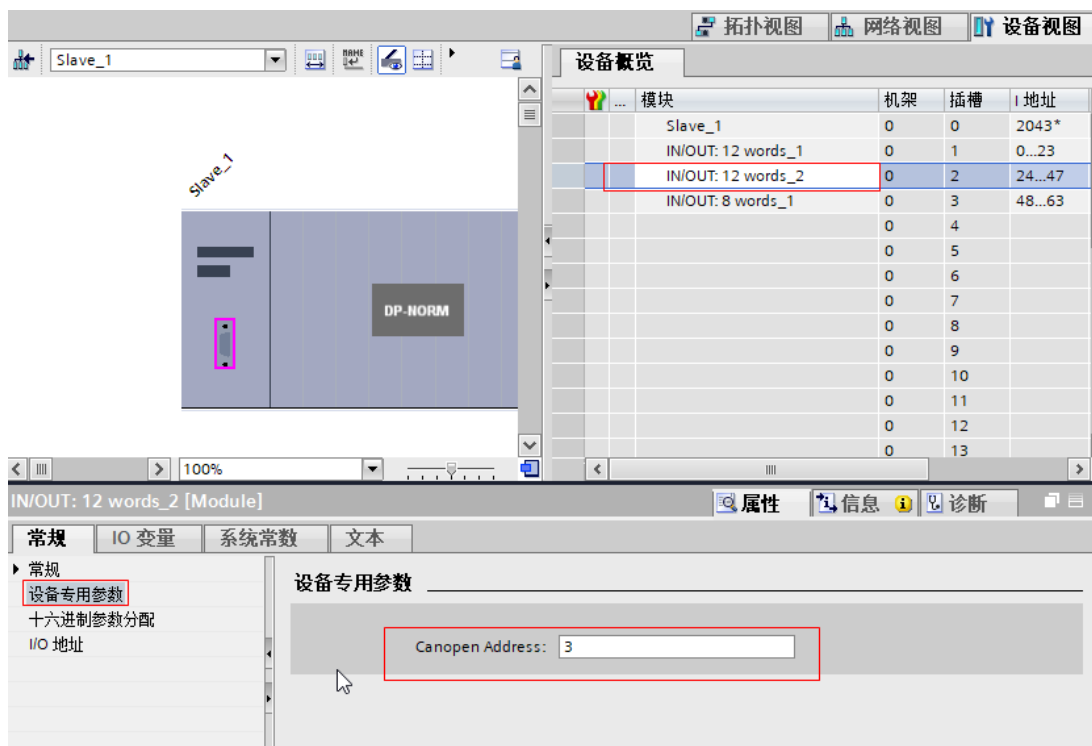 拓扑视图 网络视图 设备视图
Slave_1
设备概览
... 模块 机架 插槽 I 地址
Slave_1 0 0 2043*
IN/OUT: 12 words_1 0 1 0...23
IN/OUT: 12 words_2 0 2 24...47
IN/OUT: 8 words_1 0 3 48...63
0 4
0 5
0 6
0 7
0 8
0 9
0 10
0 11
0 12
0 13
Slave_1
DP-NORM
100%
IN/OUT: 12 words_2 [Module]
属性 信息 诊断
常规 IO 变量 系统常数 文本
常规
设备专用参数
十六进制参数分配
I/O 地址
设备专用参数
Canopen Address: 3